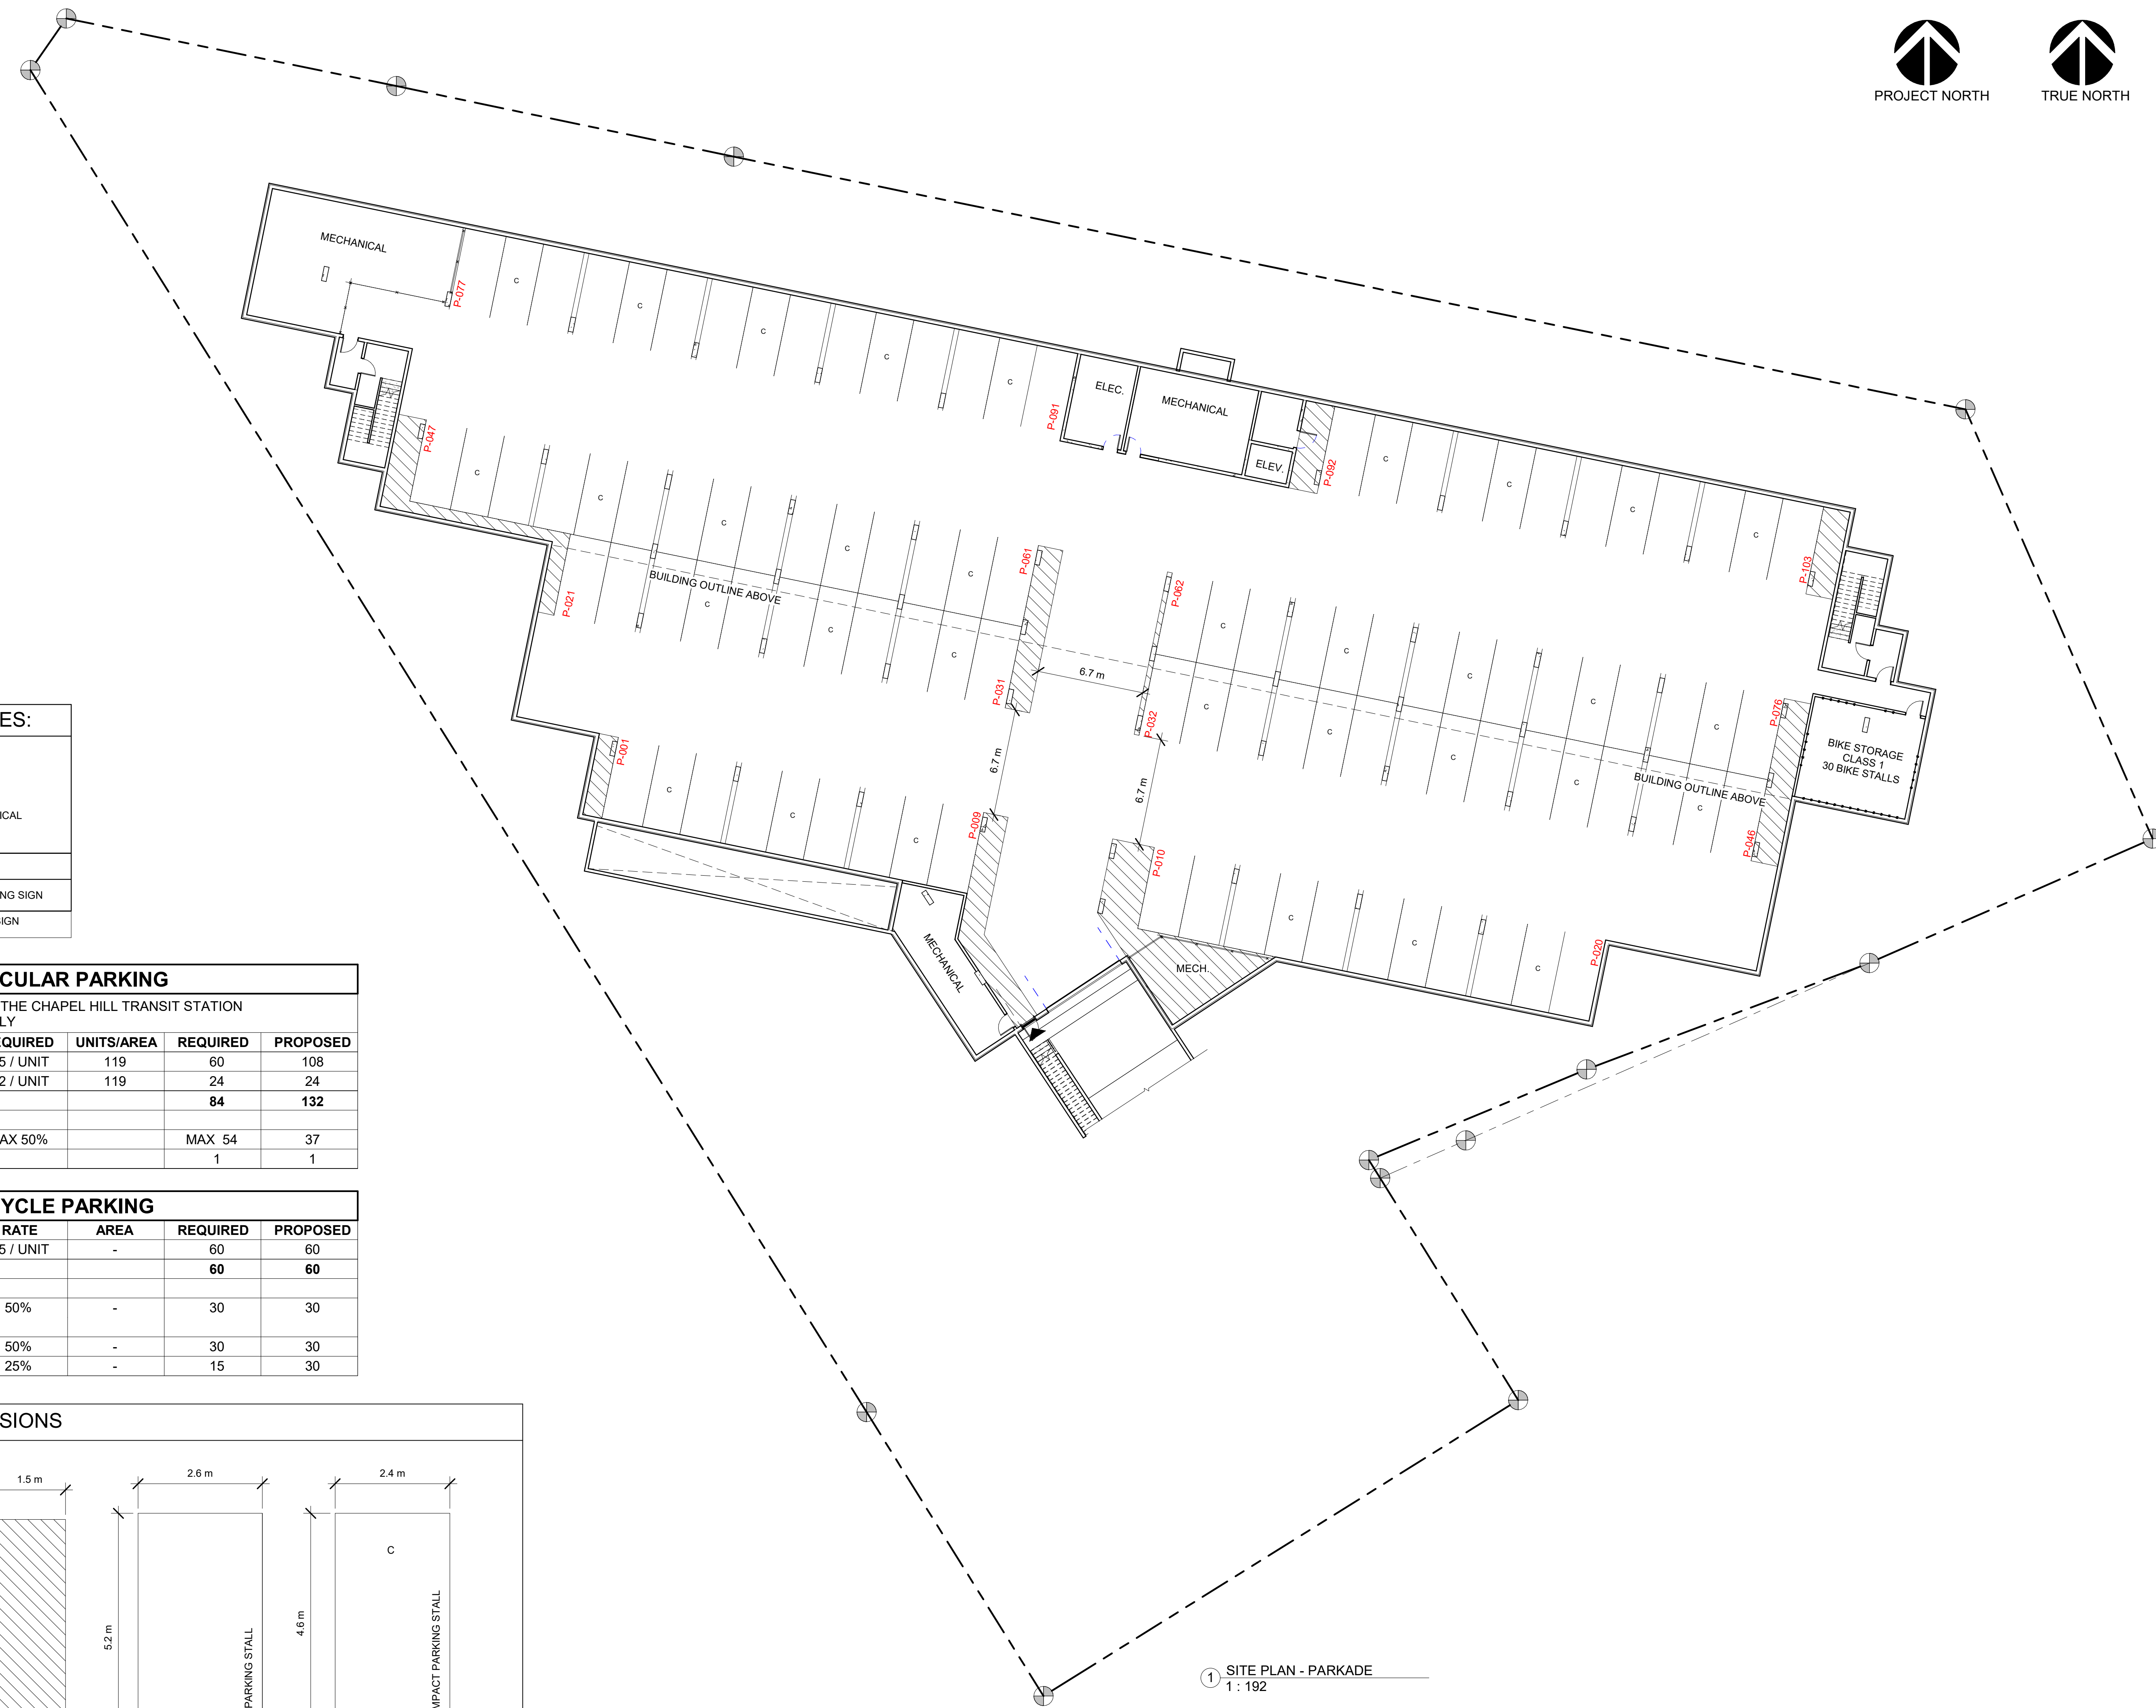 PROJECT NORTH
TRUE NORTH
MECHANICAL
C
C
C
C
C
P-077
P-091
ELEC.
MECHANICAL
ELEV.
P-092
C
C
C
C
P-103
P-047
C
C
C
C
C
P-061
P-062
C
C
C
C
C
P-076
BUILDING OUTLINE ABOVE
P-021
C
C
C
P-031
6.7 m
P-032
C
C
C
C
C
BUILDING OUTLINE ABOVE
P-046
BIKE STORAGE
CLASS 1
30 BIKE STALLS
6.7 m
6.7 m
P-001
C
C
C
P-009
P-010
C
C
C
P-020
MECHANICAL
MECH.
ES:
ICAL
NG SIGN
SIGN
CULAR PARKING
THE CHAPEL HILL TRANSIT STATION
LY
QUIRED UNITS/AREA REQUIRED PROPOSED
5 / UNIT 119 60 108
2 / UNIT 119 24 24
84 132
AX 50% MAX 54 37
1 1
YCLE PARKING
RATE AREA REQUIRED PROPOSED
5 / UNIT - 60 60
60 60
50% - 30 30
50% - 30 30
25% - 15 30
SIONS
1.5 m
2.6 m
2.4 m
C
5.2 m
PARKING STALL
4.6 m
MPACT PARKING STALL
1 SITE PLAN - PARKADE
1 : 192